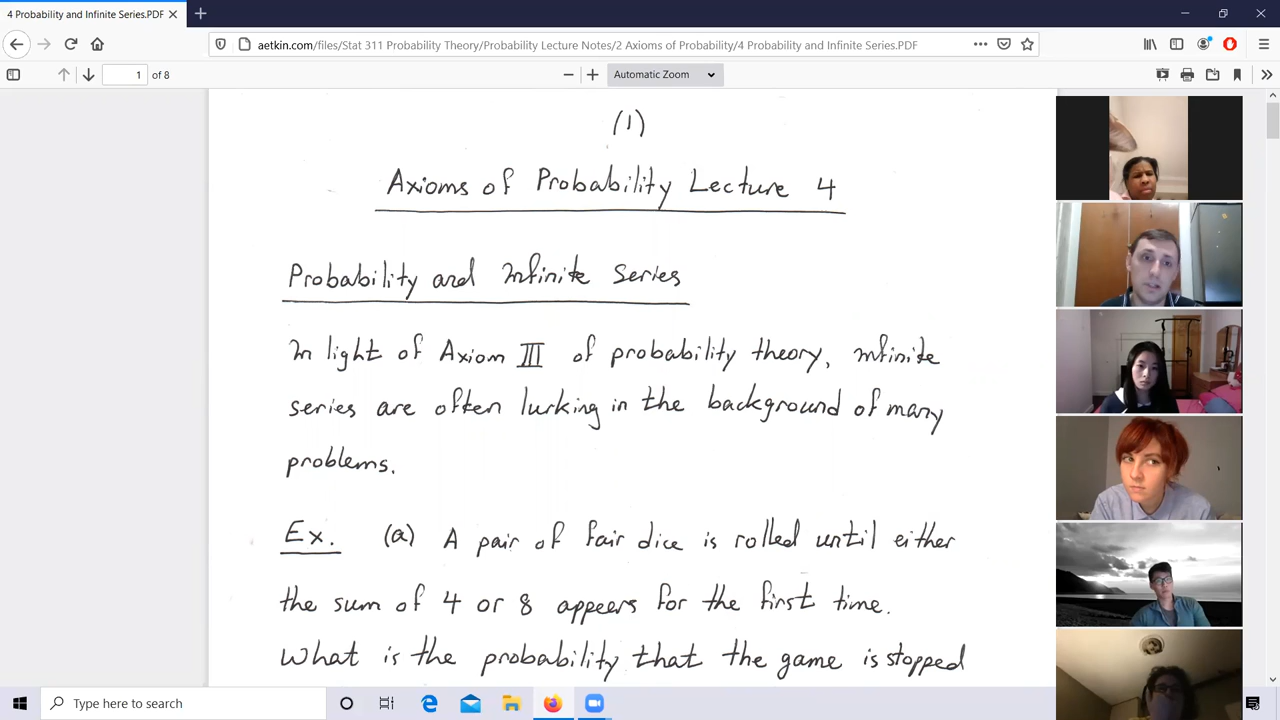 4 Probability and Infinite Series.PDF
aetkin.com/files/Stat 311 Probability Theory/Probability Lecture Notes/2 Axioms of Probability/4 Probability and Infinite Series.PDF
1 of 8
Automatic Zoom
(1)
Axioms of Probability Lecture 4
Probability and Infinite Series
In light of Axiom III of probability theory, infinite
series are often lurking in the background of many
problems.
Ex. (a) A pair of fair dice is rolled until either
the sum of 4 or 8 appears for the first time.
What is the probability that the game is stopped
Type here to search